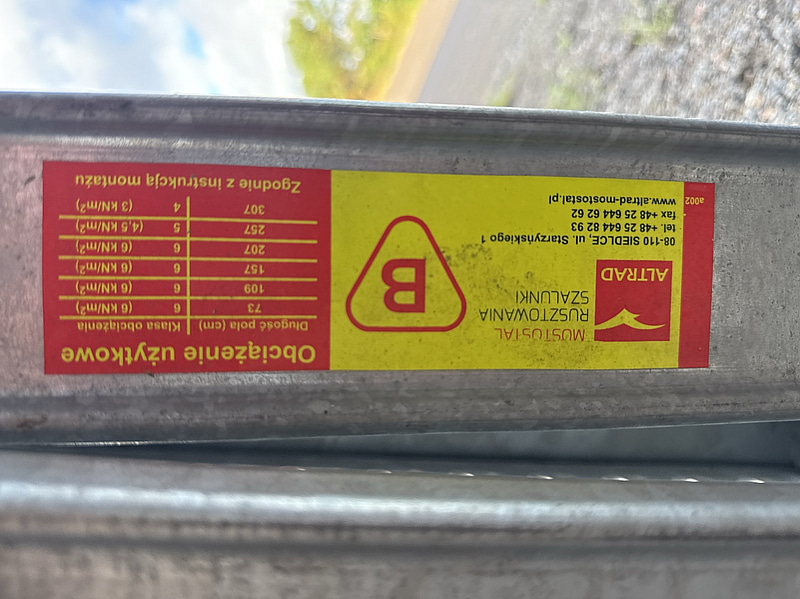 ALTRAD
MOSTOSTAL
RUSZTOWANIA
SZALUNKI
08-110 SIEDLCE, ul. Starzyńskiego 1
tel. +48 25 644 82 93
fax +48 25 644 62 62
www.altrad-mostostal.pl
a002
B
Obciążenie użytkowe
Długość pola (cm) Klasa obciążenia
73 6 (6 kN/m²)
109 6 (6 kN/m²)
157 6 (6 kN/m²)
207 6 (6 kN/m²)
257 5 (4,5 kN/m²)
307 4 (3 kN/m²)
Zgodnie z instrukcją montażu